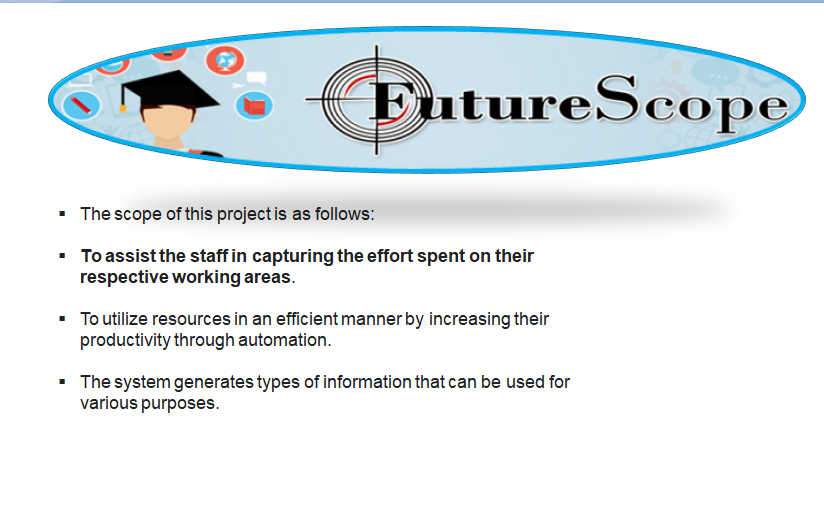 FutureScope
▪ The scope of this project is as follows:
▪ To assist the staff in capturing the effort spent on their
respective working areas.
▪ To utilize resources in an efficient manner by increasing their
productivity through automation.
▪ The system generates types of information that can be used for
various purposes.